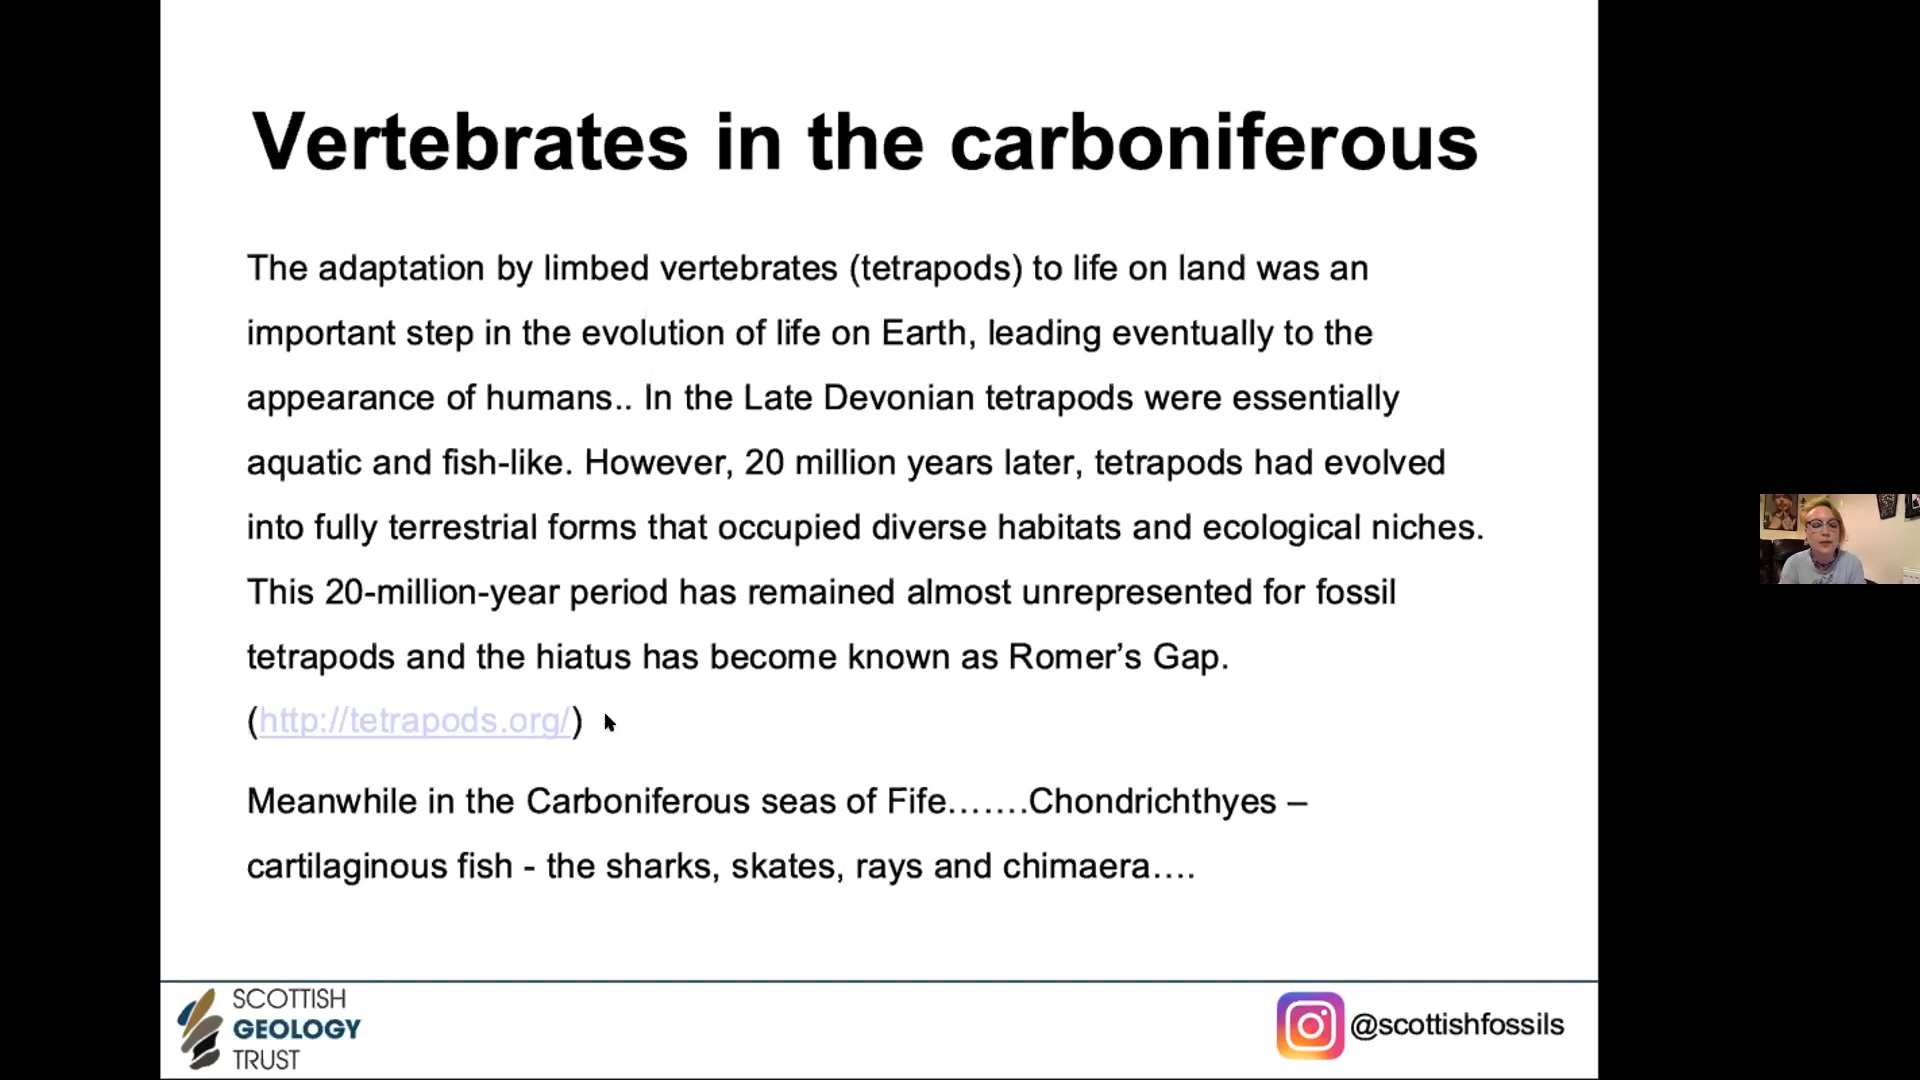 Vertebrates in the carboniferous
The adaptation by limbed vertebrates (tetrapods) to life on land was an
important step in the evolution of life on Earth, leading eventually to the
appearance of humans.. In the Late Devonian tetrapods were essentially
aquatic and fish-like. However, 20 million years later, tetrapods had evolved
into fully terrestrial forms that occupied diverse habitats and ecological niches.
This 20-million-year period has remained almost unrepresented for fossil
tetrapods and the hiatus has become known as Romer’s Gap.
(http://tetrapods.org/)
Meanwhile in the Carboniferous seas of Fife…….Chondrichthyes –
cartilaginous fish - the sharks, skates, rays and chimaera….
SCOTTISH
GEOLOGY
TRUST
@scottishfossils